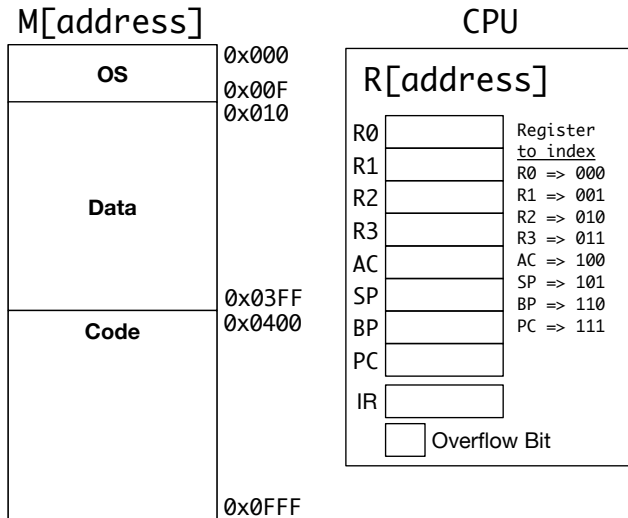 M[address]
OS
0x000
0x00F
0x010
Data
0x03FF
Code
0x0400
0x0FFF
CPU
R[address]
R0
R1
R2
R3
AC
SP
BP
PC
IR
Overflow Bit
Register
to index
R0 => 000
R1 => 001
R2 => 010
R3 => 011
AC => 100
SP => 101
BP => 110
PC => 111